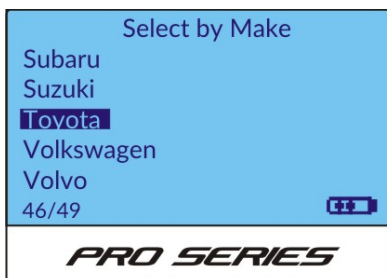 Select by Make
Subaru
Suzuki
Toyota
Volkswagen
Volvo
46/49
PRO SERIES